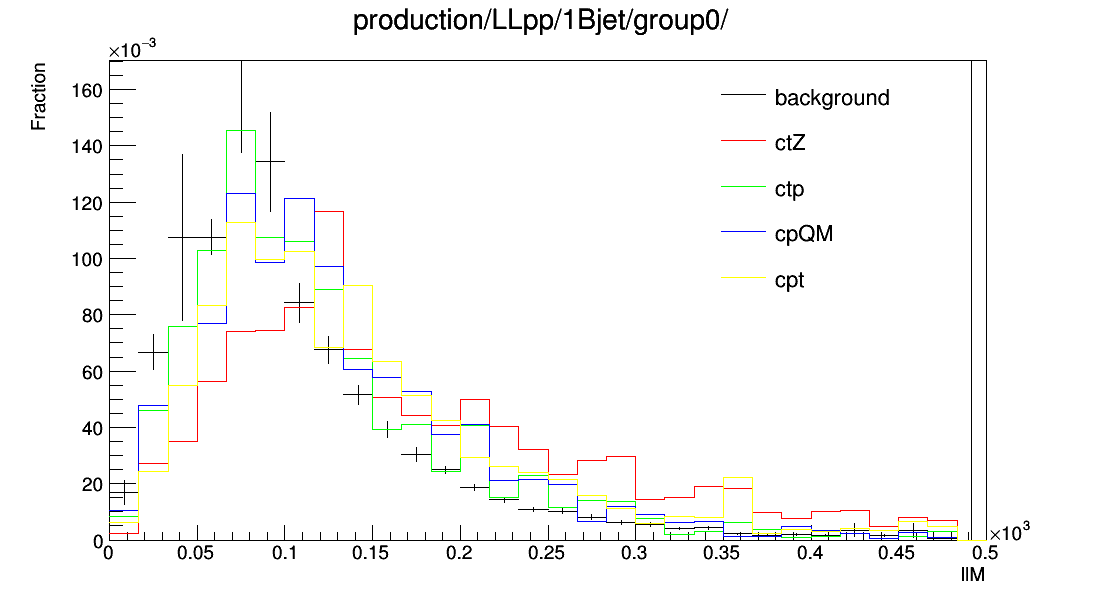 production/LLpp/1Bjet/group0/
×10⁻³
Fraction
160
140
120
100
80
60
40
20
0
background
ctZ
ctp
cpQM
cpt
0 0.05 0.1 0.15 0.2 0.25 0.3 0.35 0.4 0.45 0.5
×10³
llM